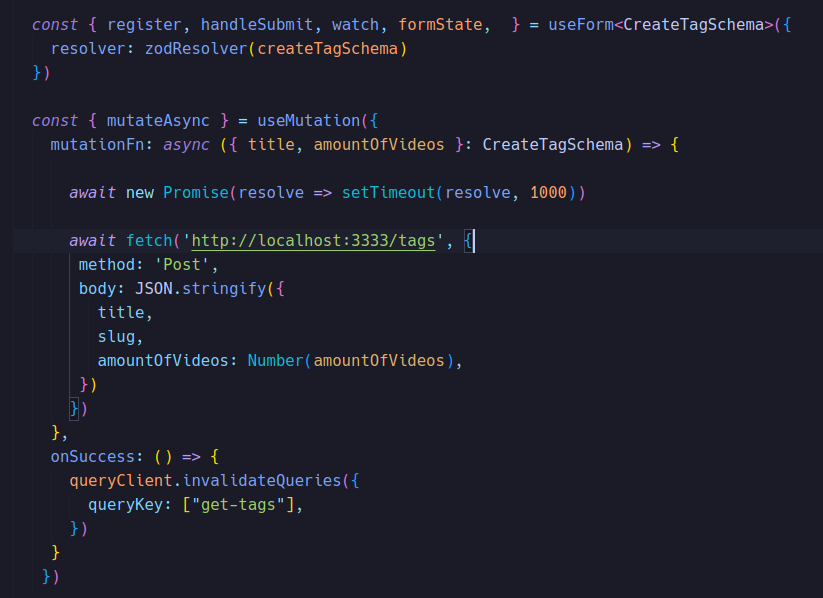 const { register, handleSubmit, watch, formState,  } = useForm<CreateTagSchema>({
  resolver: zodResolver(createTagSchema)
})

const { mutateAsync } = useMutation({
  mutationFn: async ({ title, amountOfVideos }: CreateTagSchema) => {

    await new Promise(resolve => setTimeout(resolve, 1000))

    await fetch('http://localhost:3333/tags', {
     method: 'Post',
     body: JSON.stringify({
       title,
       slug,
       amountOfVideos: Number(amountOfVideos),
     })
    })
  },
  onSuccess: () => {
    queryClient.invalidateQueries({
      queryKey: ["get-tags"],
    })
  }
 })